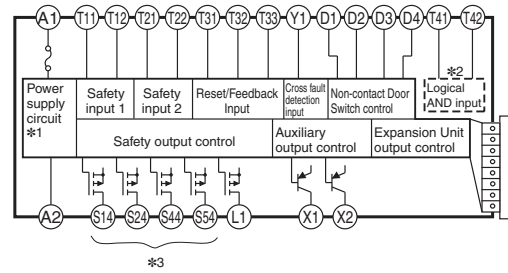 A1 T11 T12 T21 T22 T31 T32 T33 Y1 D1 D2 D3 D4 T41 T42
*2
Power supply circuit *1
Safety input 1
Safety input 2
Reset/Feedback Input
Cross fault detection input
Non-contact Door Switch control
Logical AND input
Safety output control
Auxiliary output control
Expansion Unit output control
A2 S14 S24 S44 S54 L1 X1 X2
*3